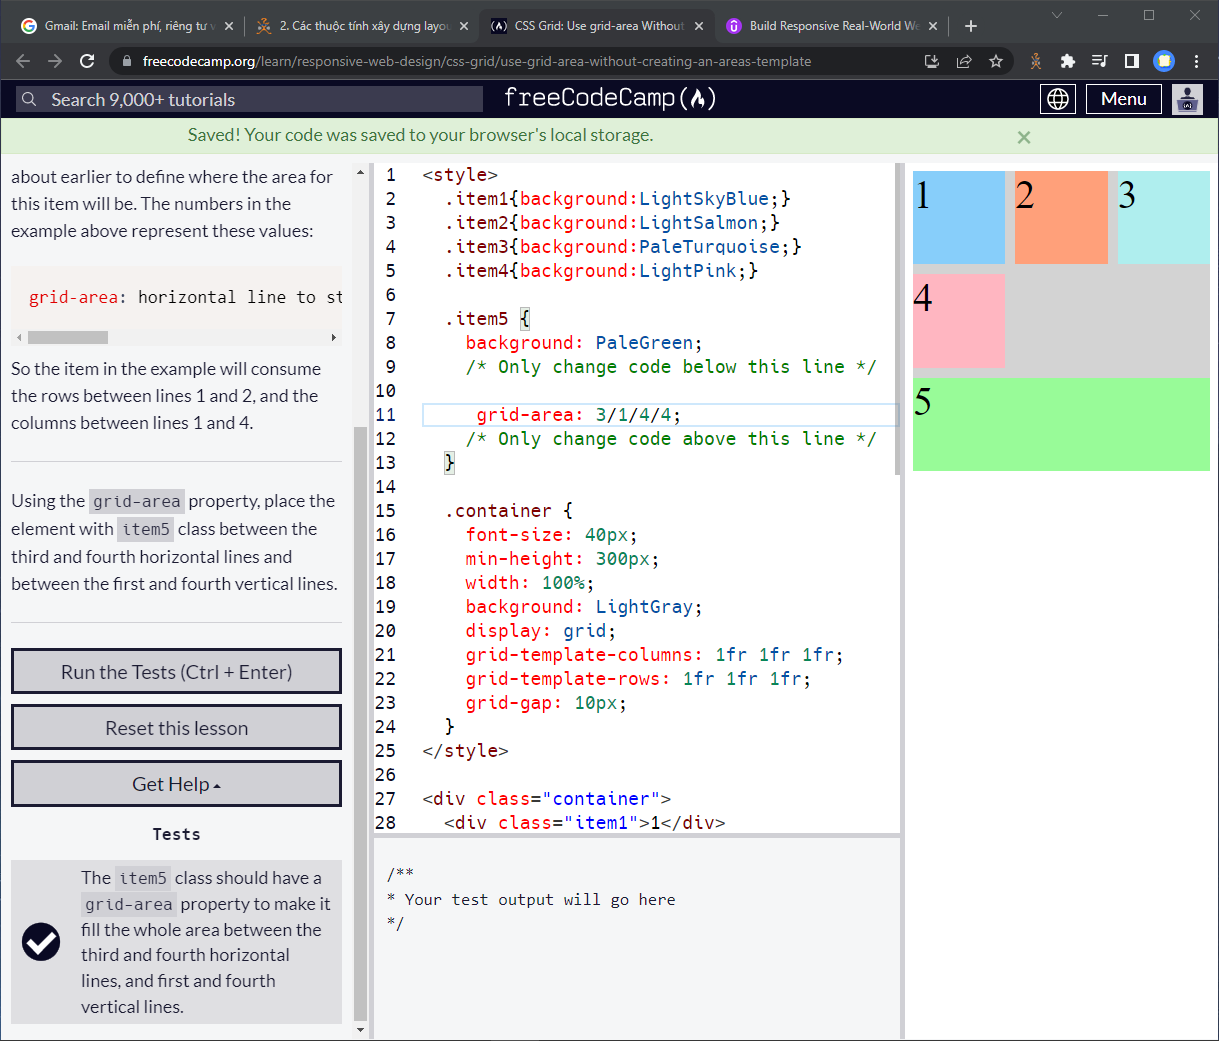 Gmail: Email miễn phí, riêng tư v
2. Các thuộc tính xây dựng layou
CSS Grid: Use grid-area Without
Build Responsive Real-World We
freecodecamp.org/learn/responsive-web-design/css-grid/use-grid-area-without-creating-an-areas-template
Search 9,000+ tutorials
freeCodeCamp
Menu
Saved! Your code was saved to your browser's local storage.
about earlier to define where the area for
this item will be. The numbers in the
example above represent these values:
grid-area: horizontal line to st
So the item in the example will consume
the rows between lines 1 and 2, and the
columns between lines 1 and 4.
Using the grid-area property, place the
element with item5 class between the
third and fourth horizontal lines and
between the first and fourth vertical lines.
Run the Tests (Ctrl + Enter)
Reset this lesson
Get Help
Tests
The item5 class should have a
grid-area property to make it
fill the whole area between the
third and fourth horizontal
lines, and first and fourth
vertical lines.
1 <style>
2 .item1{background:LightSkyBlue;}
3 .item2{background:LightSalmon;}
4 .item3{background:PaleTurquoise;}
5 .item4{background:LightPink;}
6
7 .item5 {
8 background: PaleGreen;
9 /* Only change code below this line */
10
11 grid-area: 3/1/4/4;
12 /* Only change code above this line */
13 }
14
15 .container {
16 font-size: 40px;
17 min-height: 300px;
18 width: 100%;
19 background: LightGray;
20 display: grid;
21 grid-template-columns: 1fr 1fr 1fr;
22 grid-template-rows: 1fr 1fr 1fr;
23 grid-gap: 10px;
24 }
25 </style>
26
27 <div class="container">
28 <div class="item1">1</div>
/**
* Your test output will go here
*/
1
2
3
4
5